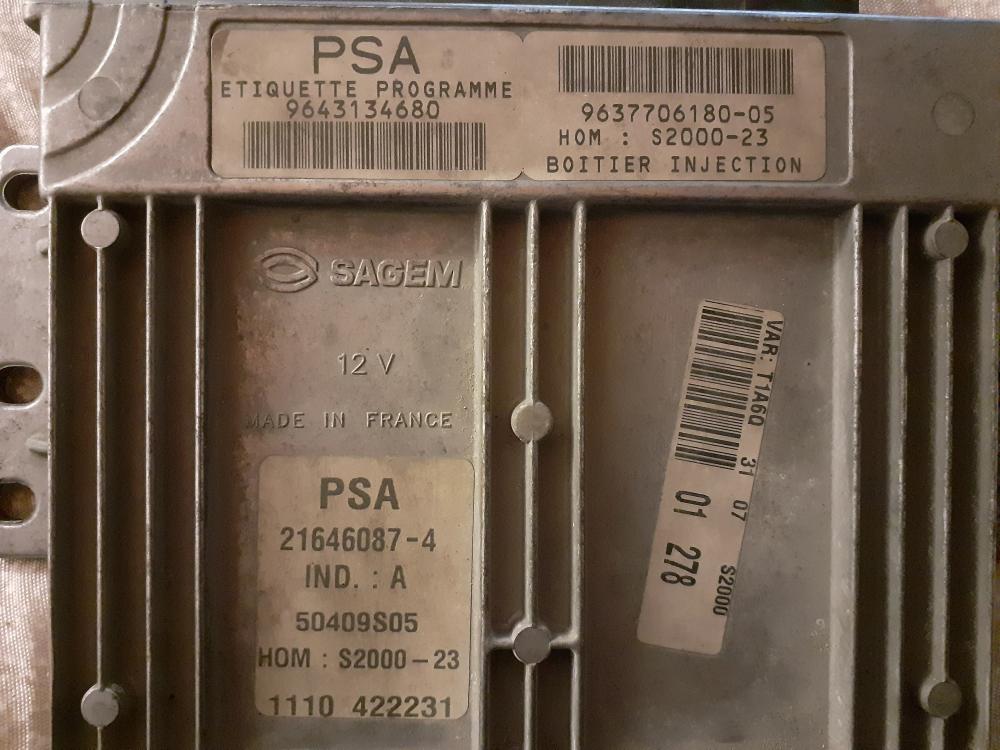 PSA
ETIQUETTE PROGRAMME
9643134680
9637706180-05
HOM : S2000-23
BOITIER INJECTION
SAGEM
12 V
MADE IN FRANCE
PSA
21646087-4
IND. : A
50409S05
HOM : S2000-23
1110 422231
VAR: T1A6Q 31 07 S2000
01 278